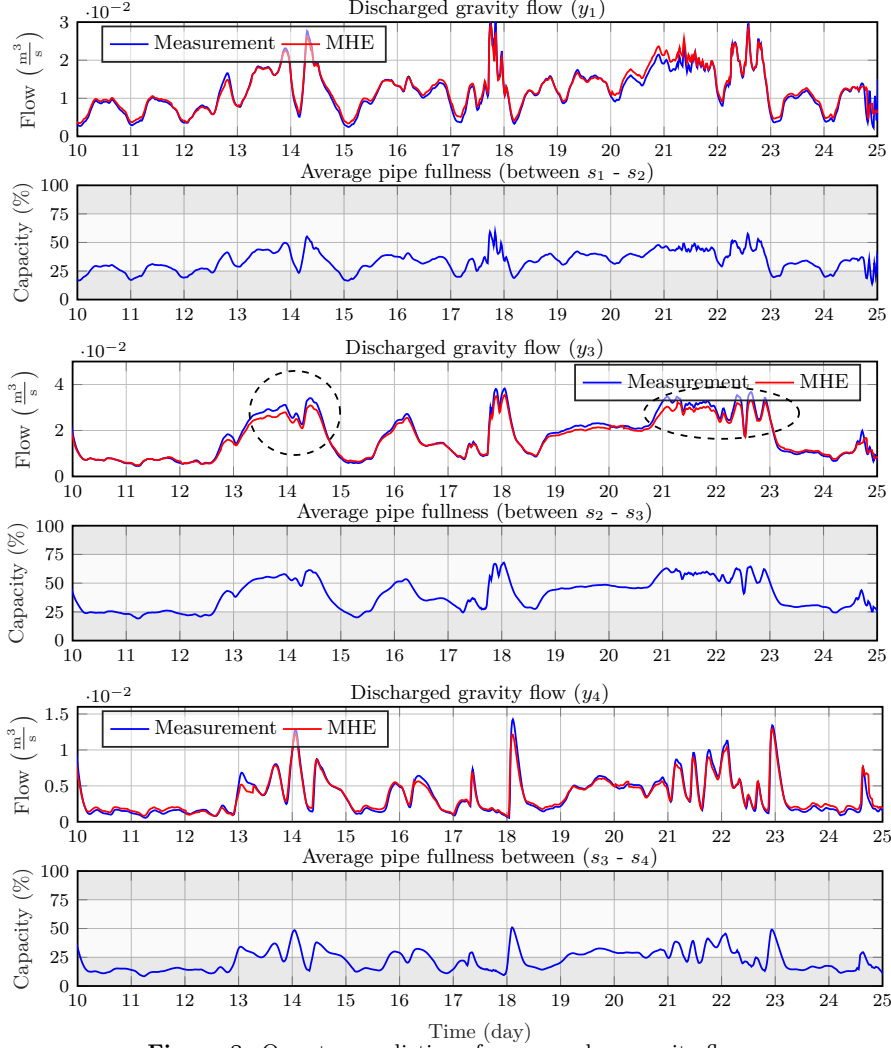 Discharged gravity flow (y1)
·10−2
3
2
1
0
Flow (m3/s)
Measurement MHE
10 11 12 13 14 15 16 17 18 19 20 21 22 23 24 25
Average pipe fullness (between s1 - s2)
100
75
50
25
0
Capacity (%)
10 11 12 13 14 15 16 17 18 19 20 21 22 23 24 25
Discharged gravity flow (y3)
·10−2
4
2
0
Flow (m3/s)
Measurement MHE
10 11 12 13 14 15 16 17 18 19 20 21 22 23 24 25
Average pipe fullness (between s2 - s3)
100
75
50
25
0
Capacity (%)
10 11 12 13 14 15 16 17 18 19 20 21 22 23 24 25
Discharged gravity flow (y4)
·10−2
1.5
1
0.5
0
Flow (m3/s)
Measurement MHE
10 11 12 13 14 15 16 17 18 19 20 21 22 23 24 25
Average pipe fullness between (s3 - s4)
100
75
50
25
0
Capacity (%)
10 11 12 13 14 15 16 17 18 19 20 21 22 23 24 25
Time (day)